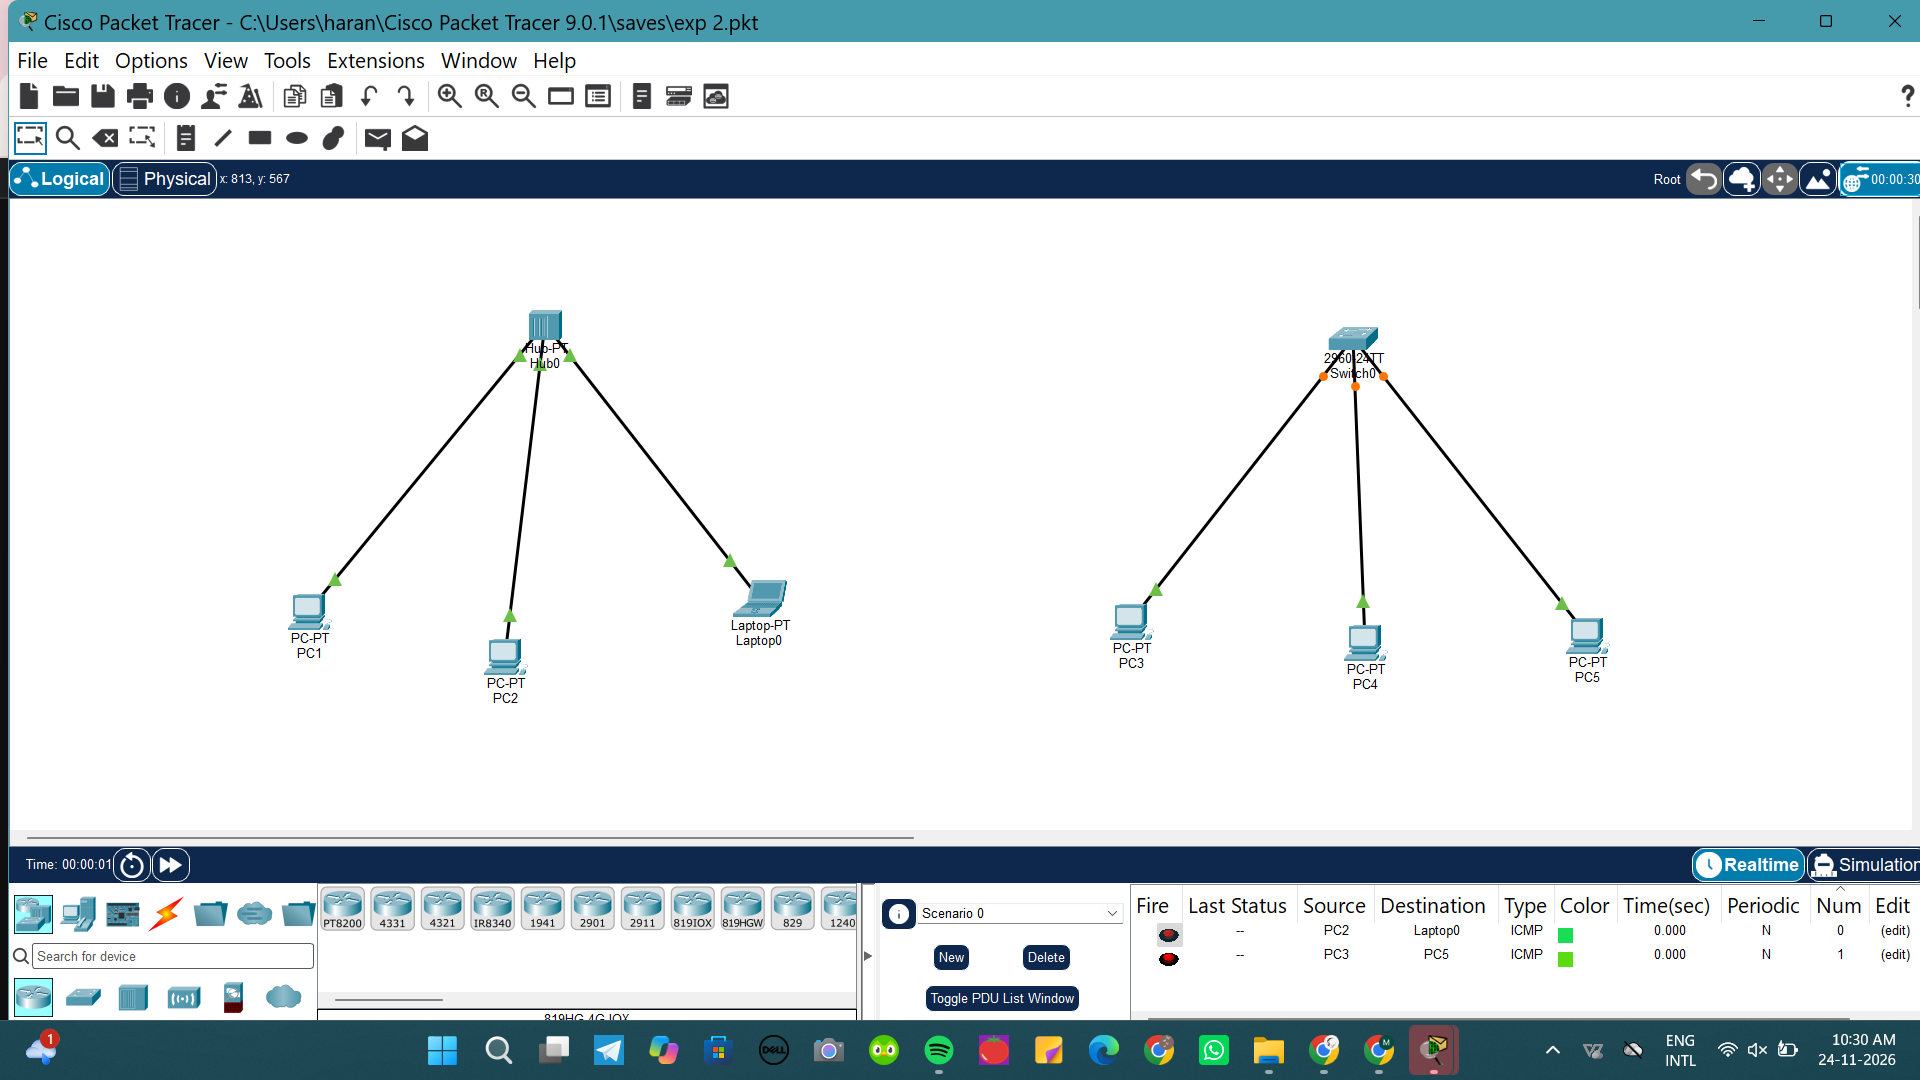 Cisco Packet Tracer - C:\Users\haran\Cisco Packet Tracer 9.0.1\saves\exp 2.pkt
File Edit Options View Tools Extensions Window Help
?
Logical Physical x: 813, y: 567 Root 00:00:30
Hub-PT
Hub0
2960-24TT
Switch0
PC-PT
PC1
PC-PT
PC2
Laptop-PT
Laptop0
PC-PT
PC3
PC-PT
PC4
PC-PT
PC5
Time: 00:00:01 Realtime Simulation
PT8200 4331 4321 IR8340 1941 2901 2911 819IOX 819HGW 829 1240
Search for device
819HG-4G-IOX
Scenario 0
New Delete
Toggle PDU List Window
Fire Last Status Source Destination Type Color Time(sec) Periodic Num Edit
-- PC2 Laptop0 ICMP 0.000 N 0 (edit)
-- PC3 PC5 ICMP 0.000 N 1 (edit)
1
DELL
M
ENG
INTL
10:30 AM
24-11-2026